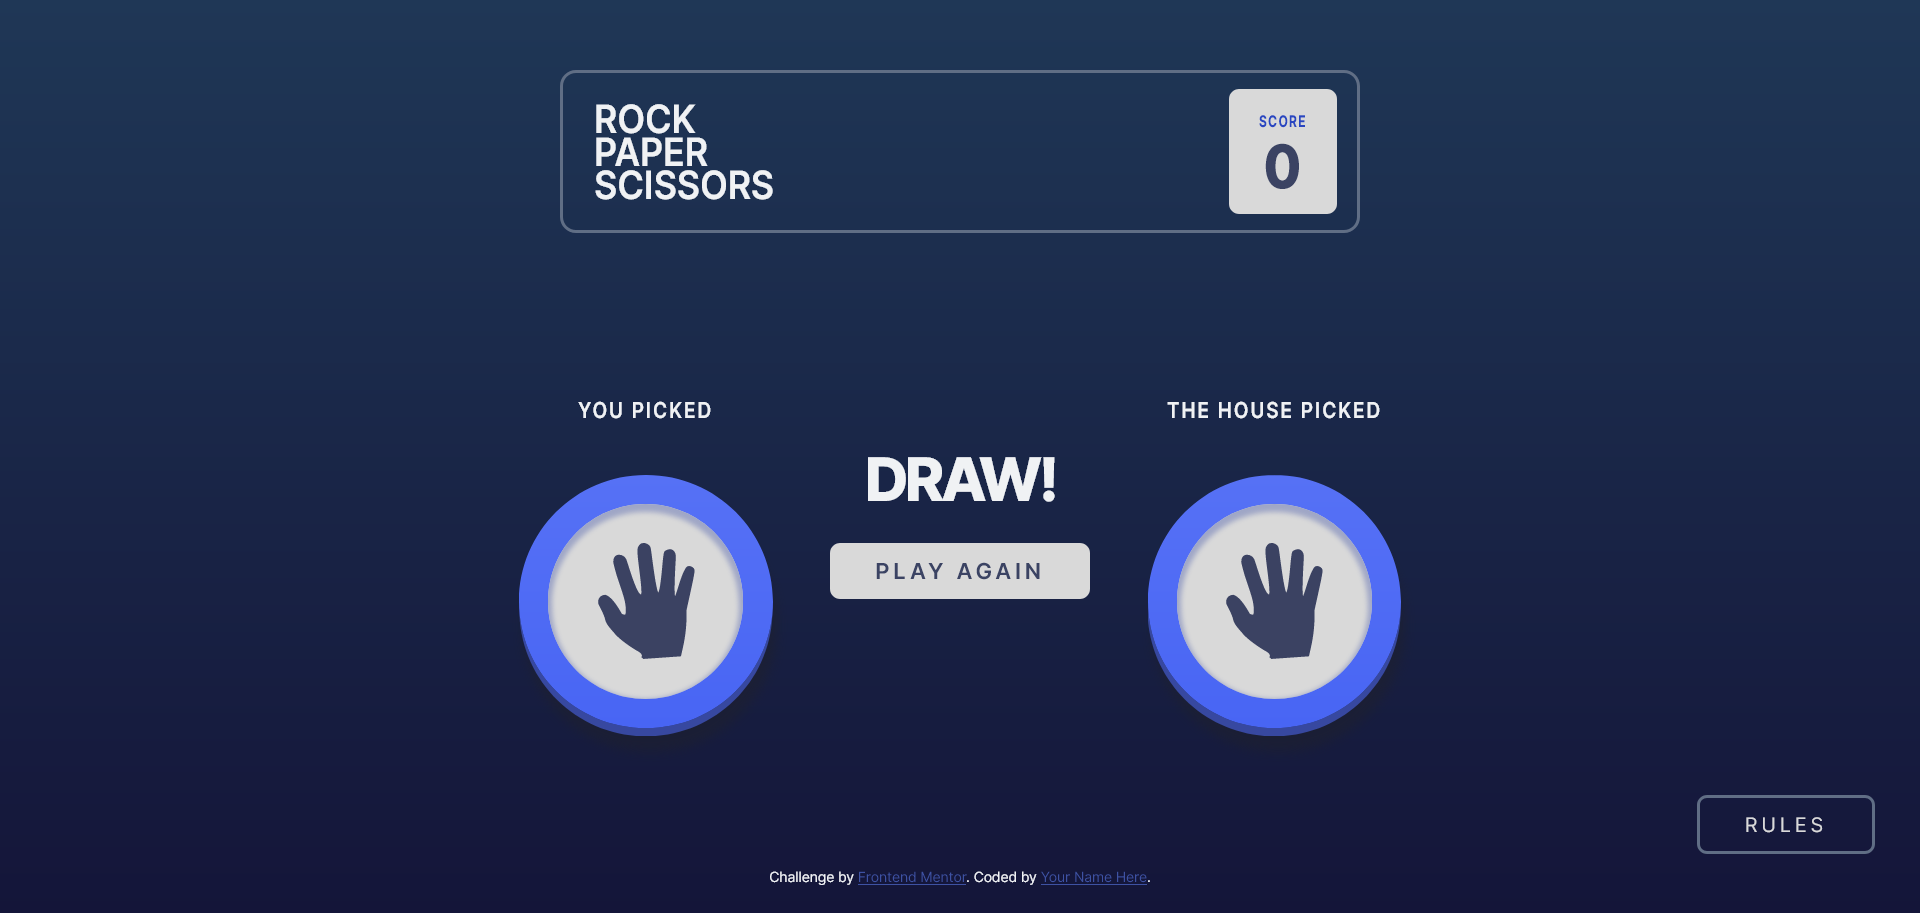 ROCK
PAPER
SCISSORS
SCORE
0
YOU PICKED
THE HOUSE PICKED
DRAW!
PLAY AGAIN
RULES
Challenge by Frontend Mentor. Coded by Your Name Here.